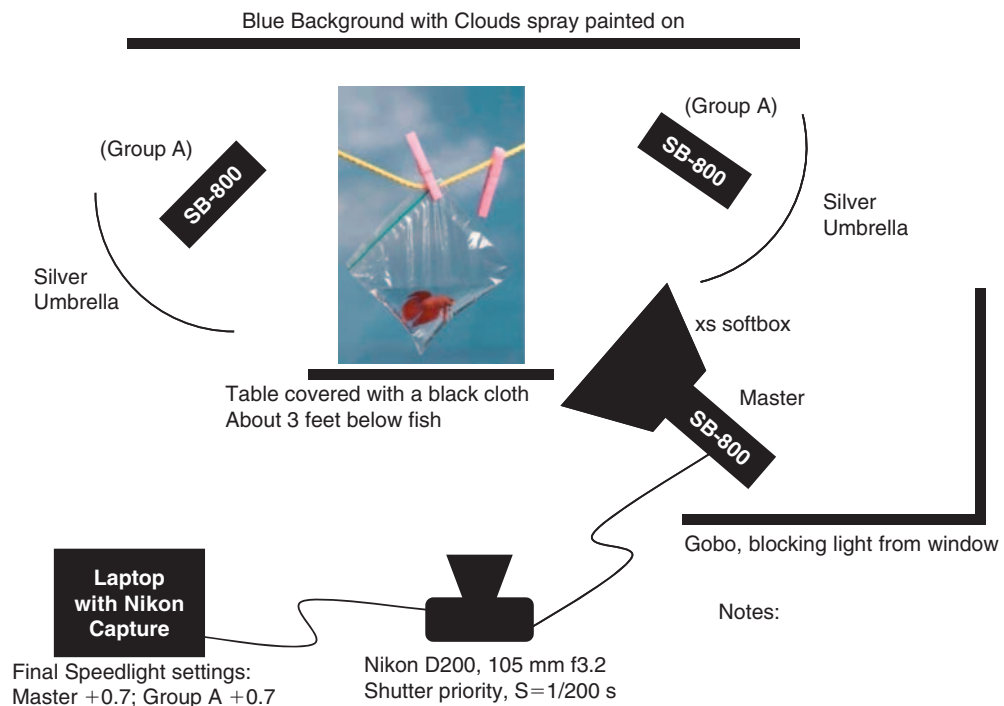 Blue Background with Clouds spray painted on
(Group A)
SB-800
Silver
Umbrella
(Group A)
SB-800
Silver
Umbrella
xs softbox
Master
SB-800
Table covered with a black cloth
About 3 feet below fish
Gobo, blocking light from window
Laptop
with Nikon
Capture
Notes:
Final Speedlight settings:
Master +0.7; Group A +0.7
Nikon D200, 105 mm f3.2
Shutter priority, S=1/200 s